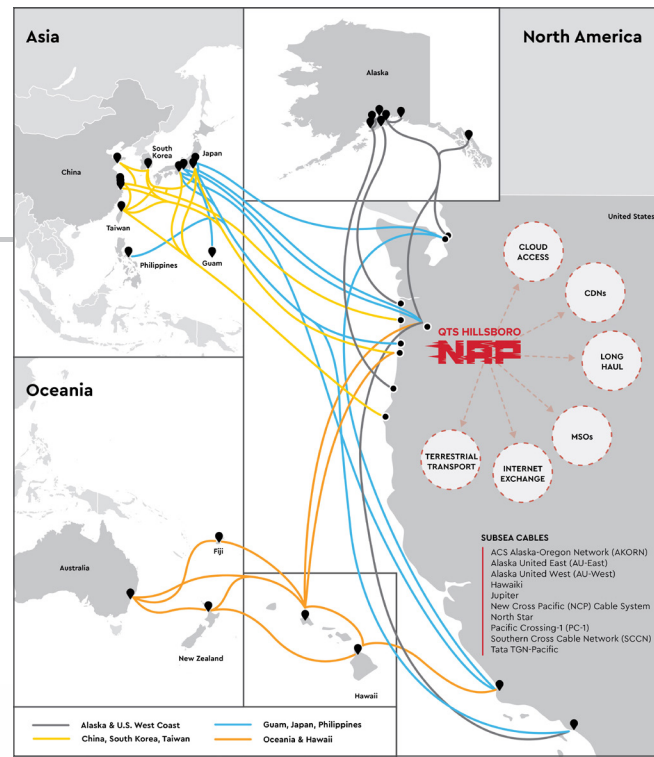 Asia
North America
Alaska
South
Korea
Japan
China
Taiwan
Philippines
Guam
United States
CLOUD
ACCESS
CDNs
QTS HILLSBORO
NAP
LONG
HAUL
MSOs
TERRESTRIAL
TRANSPORT
INTERNET
EXCHANGE
Oceania
Fiji
Australia
New Zealand
Hawaii
SUBSEA CABLES
ACS Alaska-Oregon Network (AKORN)
Alaska United East (AU-East)
Alaska United West (AU-West)
Hawaiki
Jupiter
New Cross Pacific (NCP) Cable System
North Star
Pacific Crossing-1 (PC-1)
Southern Cross Cable Network (SCCN)
Tata TGN-Pacific
Alaska & U.S. West Coast
Guam, Japan, Philippines
China, South Korea, Taiwan
Oceania & Hawaii